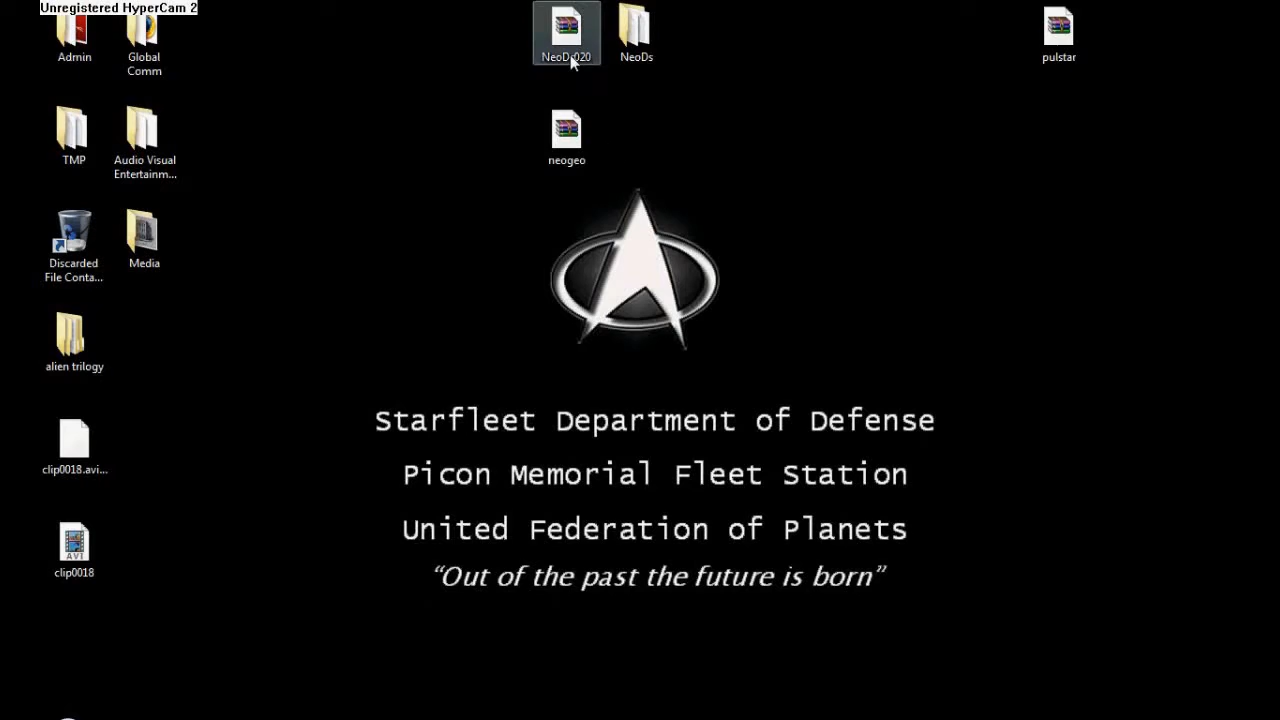 Unregistered HyperCam 2
Admin
Global
Comm
NeoDs
pulstar
TMP
Audio Visual
Entertainm...
neogeo
Discarded
File Conta...
Media
alien trilogy
clip0018.avi...
AVI
clip0018
Starfleet Department of Defense
Picon Memorial Fleet Station
United Federation of Planets
“Out of the past the future is born”